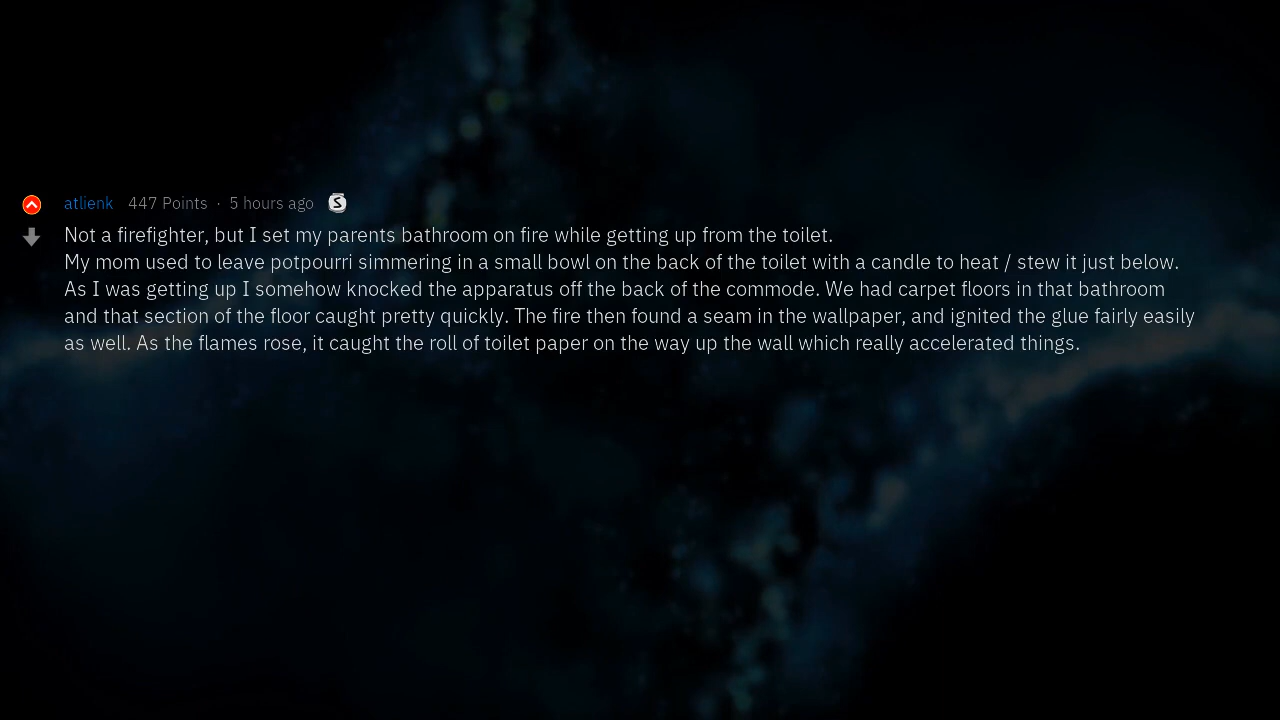 atlienk 447 Points · 5 hours ago S
Not a firefighter, but I set my parents bathroom on fire while getting up from the toilet.
My mom used to leave potpourri simmering in a small bowl on the back of the toilet with a candle to heat / stew it just below.
As I was getting up I somehow knocked the apparatus off the back of the commode. We had carpet floors in that bathroom
and that section of the floor caught pretty quickly. The fire then found a seam in the wallpaper, and ignited the glue fairly easily
as well. As the flames rose, it caught the roll of toilet paper on the way up the wall which really accelerated things.